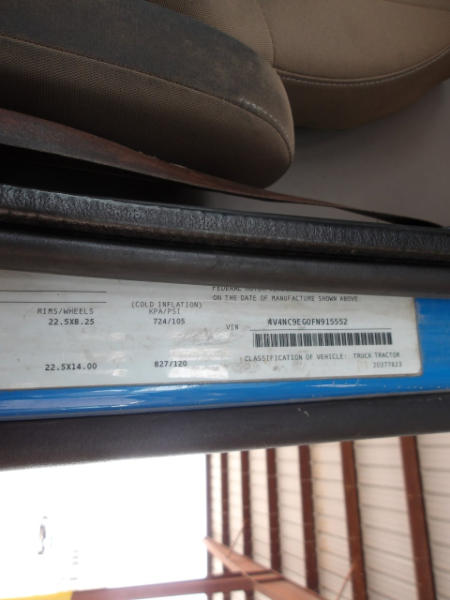 FEDERAL MOTOR
ON THE DATE OF MANUFACTURE SHOWN ABOVE.
RIMS/WHEELS (COLD INFLATION) KPA/PSI
22.5X8.25 724/105
VIN 4V4NC9EG0FN915552
22.5X14.00 827/120
CLASSIFICATION OF VEHICLE: TRUCK TRACTOR
20377823